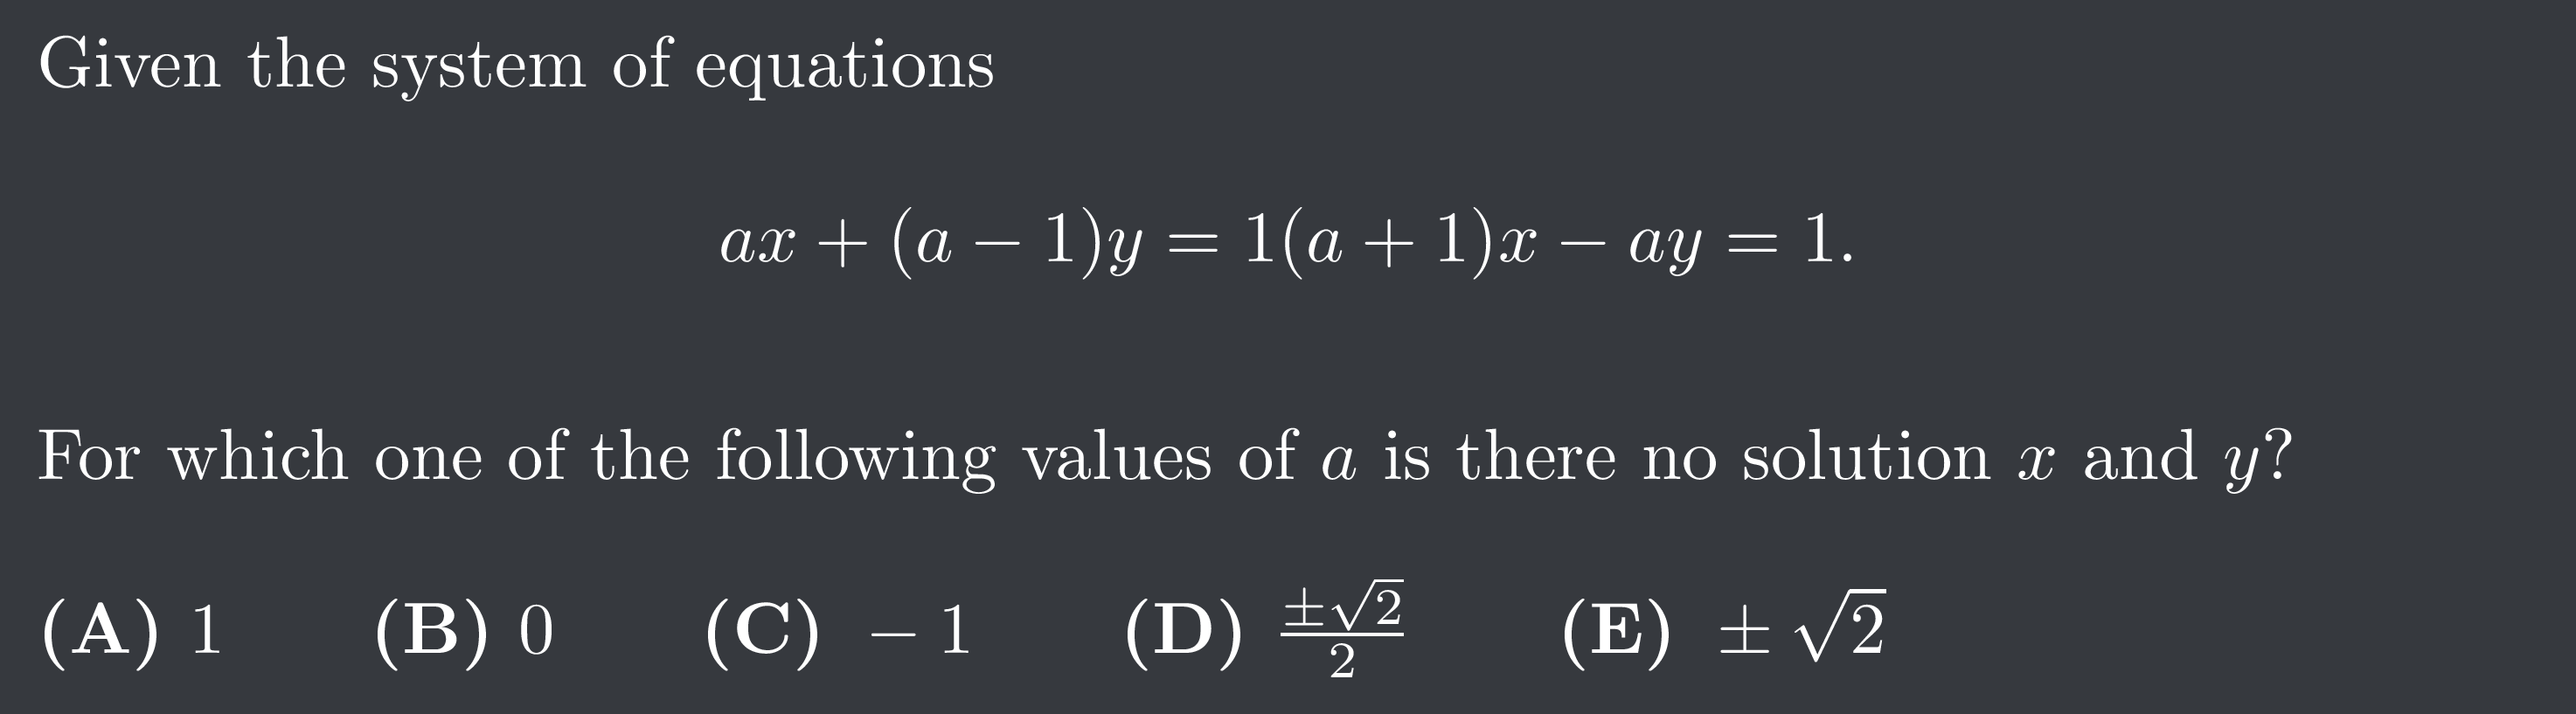 Given the system of equations
ax + (a − 1)y = 1(a + 1)x − ay = 1.
For which one of the following values of a is there no solution x and y?
(A) 1 (B) 0 (C) − 1 (D) ±√2/2 (E) ± √2